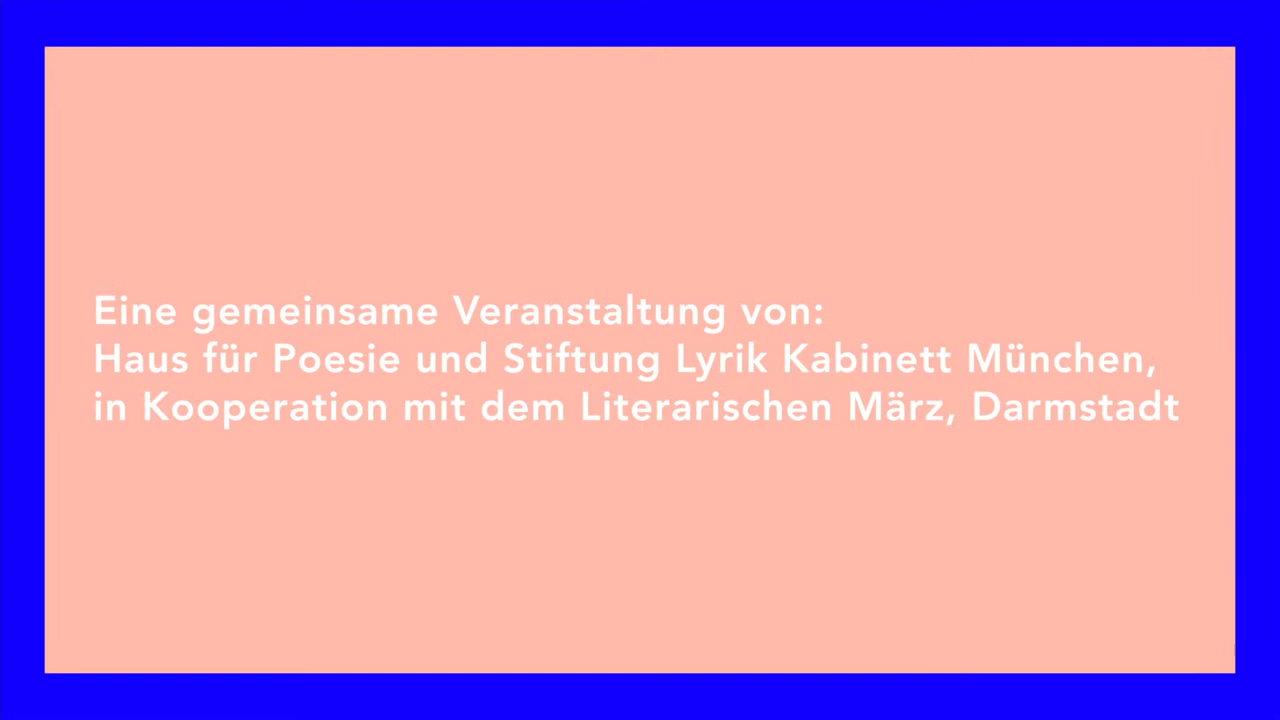 Eine gemeinsame Veranstaltung von:
Haus für Poesie und Stiftung Lyrik Kabinett München,
in Kooperation mit dem Literarischen März, Darmstadt